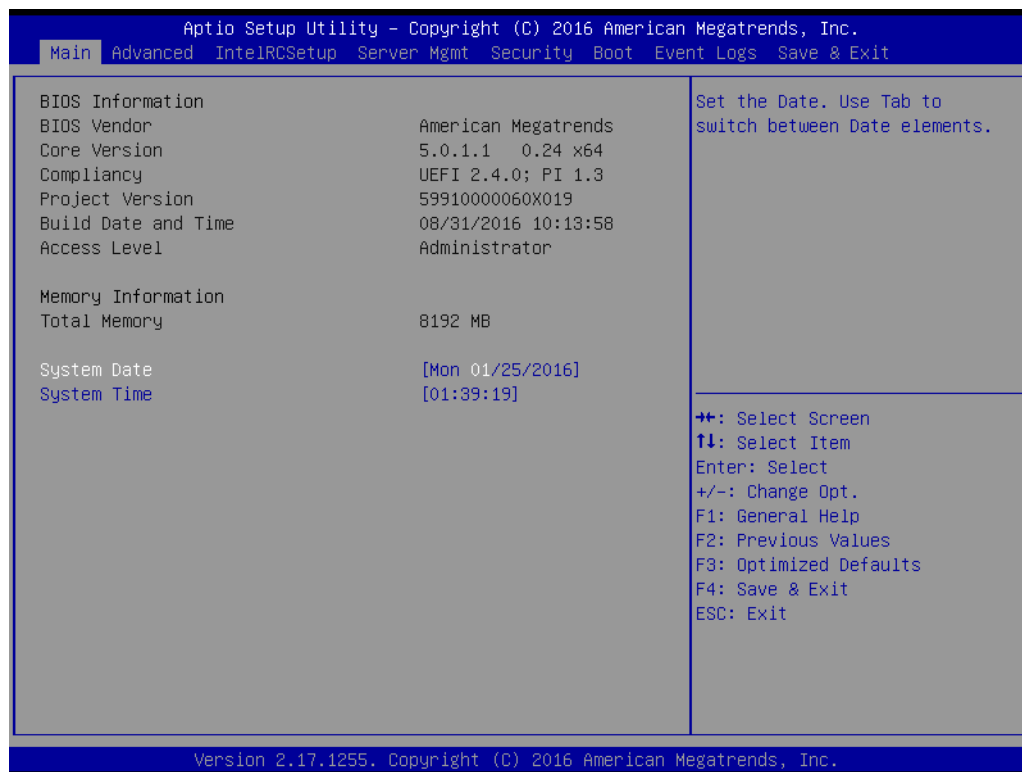 Aptio Setup Utility – Copyright (C) 2016 American Megatrends, Inc.
Main Advanced IntelRCSetup Server Mgmt Security Boot Event Logs Save & Exit
BIOS Information
BIOS Vendor American Megatrends
Core Version 5.0.1.1 0.24 x64
Compliancy UEFI 2.4.0; PI 1.3
Project Version 59910000060X019
Build Date and Time 08/31/2016 10:13:58
Access Level Administrator
Memory Information
Total Memory 8192 MB
System Date [Mon 01/25/2016]
System Time [01:39:19]
Set the Date. Use Tab to
switch between Date elements.
→←: Select Screen
↑↓: Select Item
Enter: Select
+/-: Change Opt.
F1: General Help
F2: Previous Values
F3: Optimized Defaults
F4: Save & Exit
ESC: Exit
Version 2.17.1255. Copyright (C) 2016 American Megatrends, Inc.